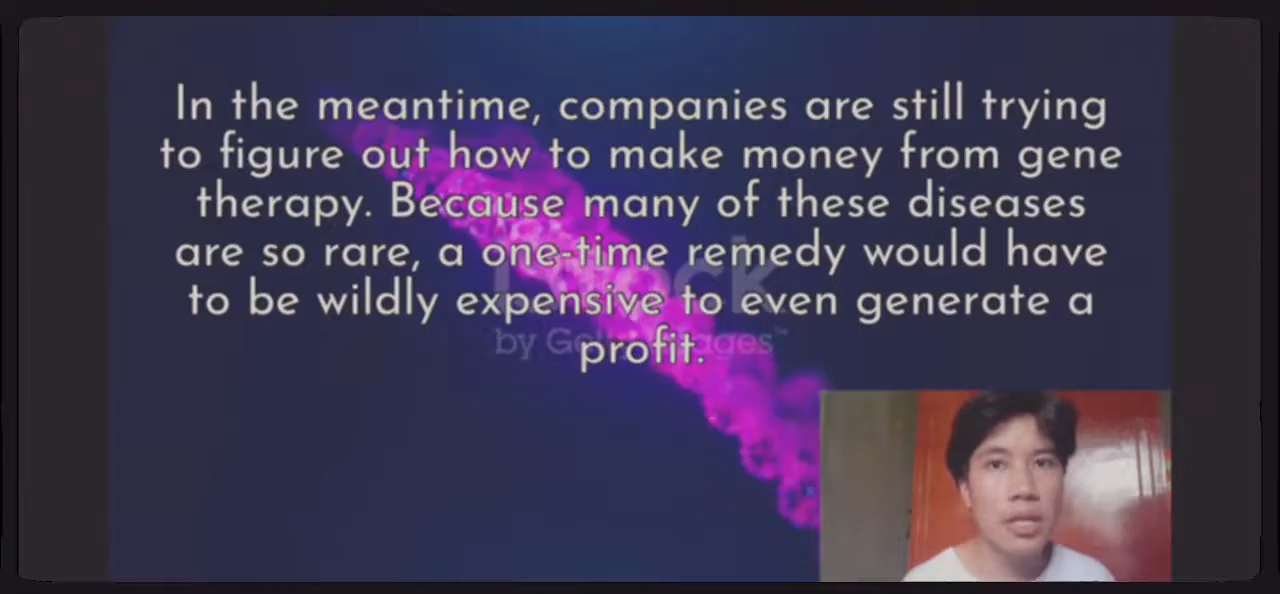 In the meantime, companies are still trying
to figure out how to make money from gene
therapy. Because many of these diseases
are so rare, a one-time remedy would have
to be wildly expensive to even generate a
profit.